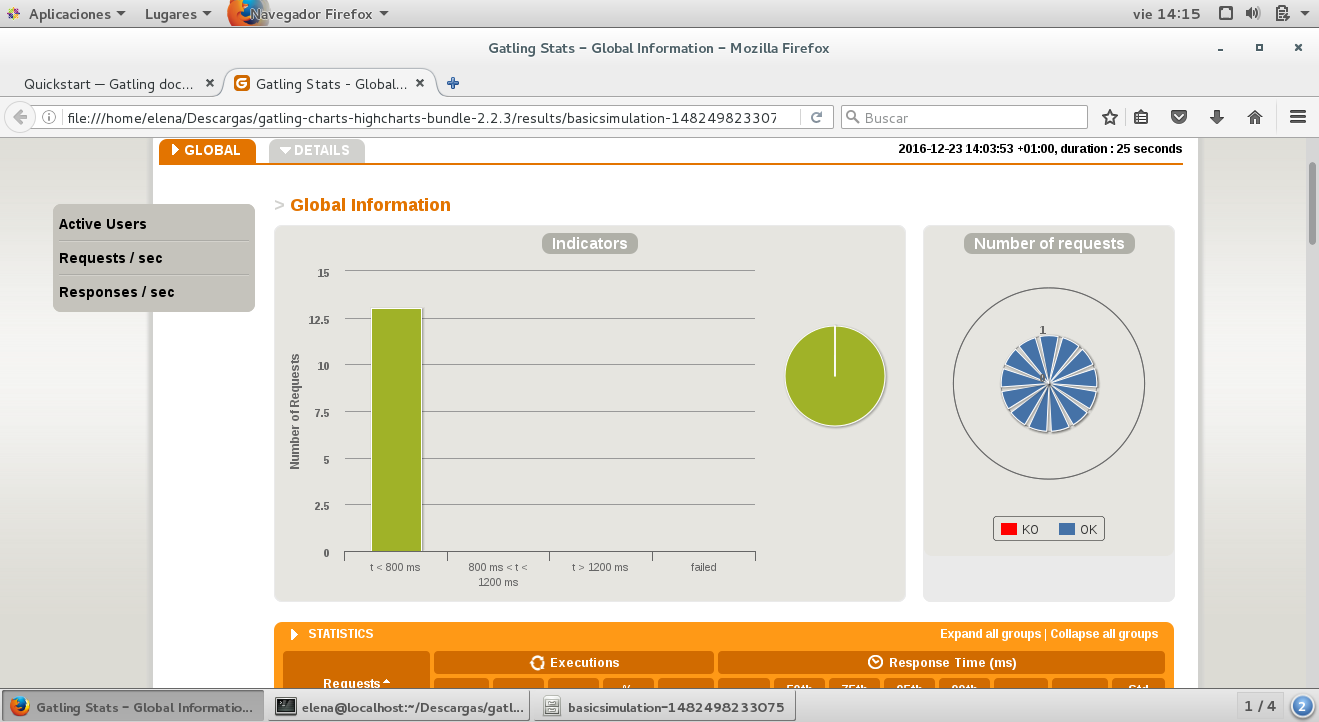 Aplicaciones Lugares Navegador Firefox vie 14:15
Gatling Stats - Global Information - Mozilla Firefox
Quickstart — Gatling doc... Gatling Stats - Global...
file:///home/elena/Descargas/gatling-charts-highcharts-bundle-2.2.3/results/basicsimulation-148249823307 Buscar
GLOBAL DETAILS 2016-12-23 14:03:53 +01:00, duration : 25 seconds
> Global Information
Active Users
Requests / sec
Responses / sec
Indicators
Number of Requests
15
12.5
10
7.5
5
2.5
0
t < 800 ms
800 ms < t <
1200 ms
t > 1200 ms
failed
Number of requests
1
KO OK
STATISTICS Expand all groups | Collapse all groups
Executions Response Time (ms)
Requests
Gatling Stats - Global Informatio... elena@localhost:~/Descargas/gatl... basicsimulation-1482498233075 1 / 4 2